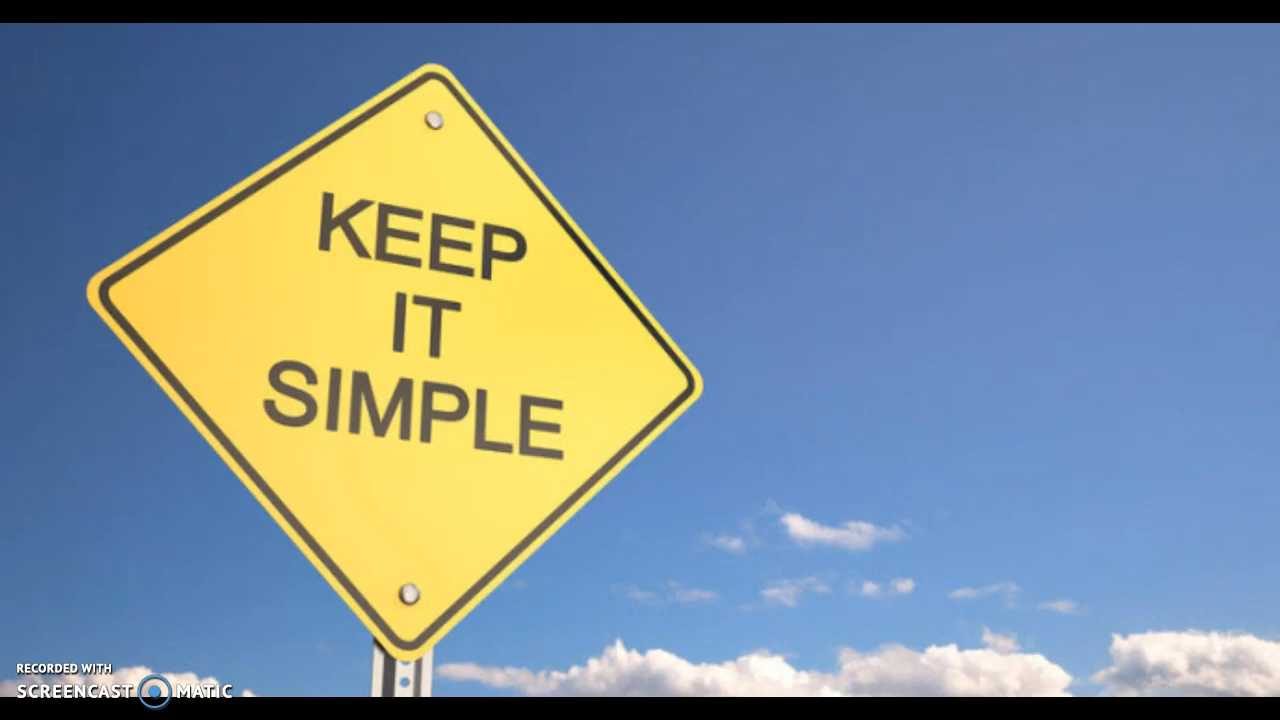 KEEP
IT
SIMPLE
RECORDED WITH
SCREENCAST MATIC